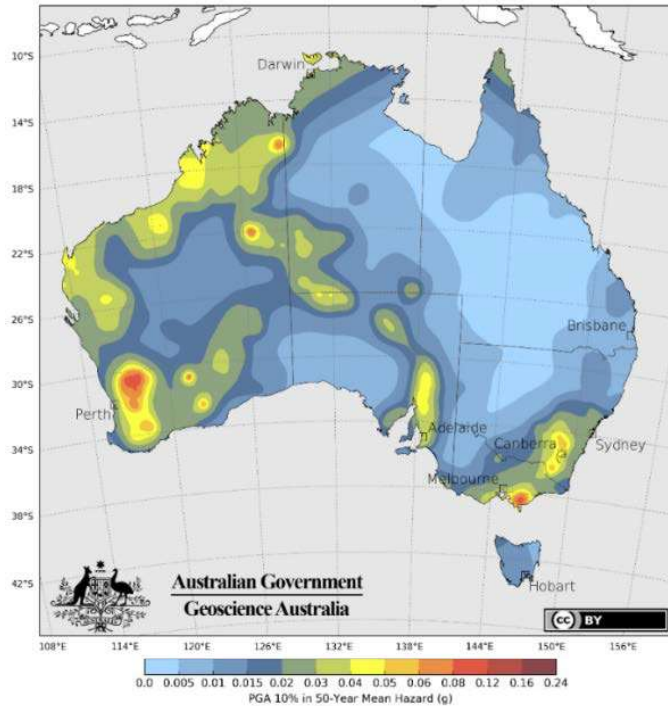 10°S
Darwin
14°S
18°S
22°S
26°S
Brisbane
30°S
Perth
Adelaide
Canberra
Sydney
34°S
Melbourne
38°S
Australian Government
Geoscience Australia
42°S
Hobart
cc BY
108°E 114°E 120°E 126°E 132°E 138°E 144°E 150°E 156°E
0.0 0.005 0.01 0.015 0.02 0.03 0.04 0.05 0.06 0.08 0.12 0.16 0.24
PGA 10% in 50-Year Mean Hazard (g)